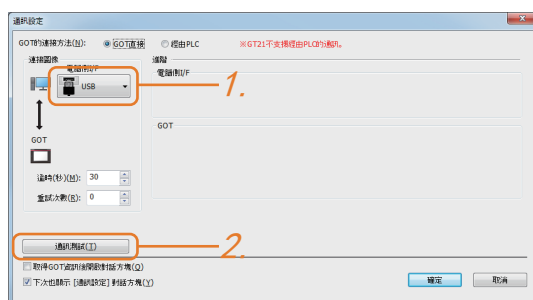 通訊設定
GOT的連接方法(N): GOT直接 經由PLC ※GT21不支援經由PLC的通訊。
連接圖像 進階
電腦側I/F 電腦側I/F
USB
1.
GOT
GOT
逾時(秒)(M): 30
重試次數(R): 0
通訊測試(T)
2.
取得GOT資訊後開啟對話方塊(O)
下次也顯示 [通訊設定] 對話方塊(Y)
確定 取消